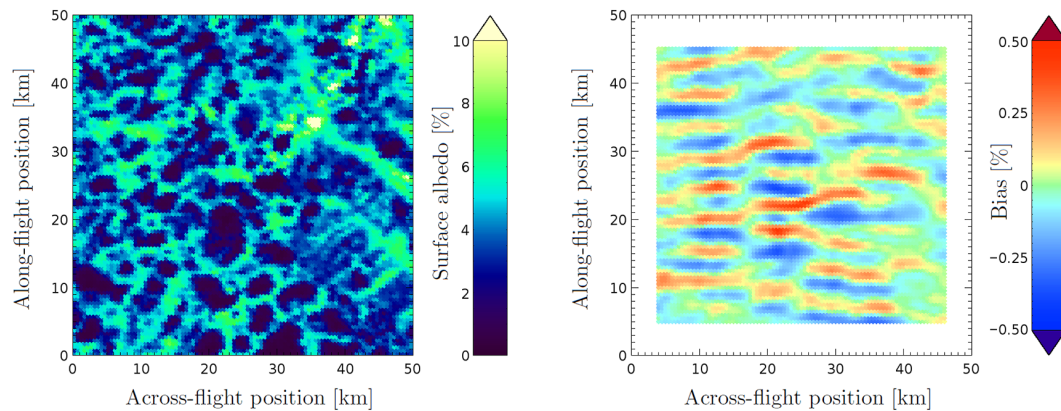 50
40
30
20
10
0
Along-flight position [km]
0 10 20 30 40 50
Across-flight position [km]
10
8
6
4
2
0
Surface albedo [%]
50
40
30
20
10
0
Along-flight position [km]
0 10 20 30 40 50
Across-flight position [km]
0.50
0.25
0
−0.25
−0.50
Bias [%]